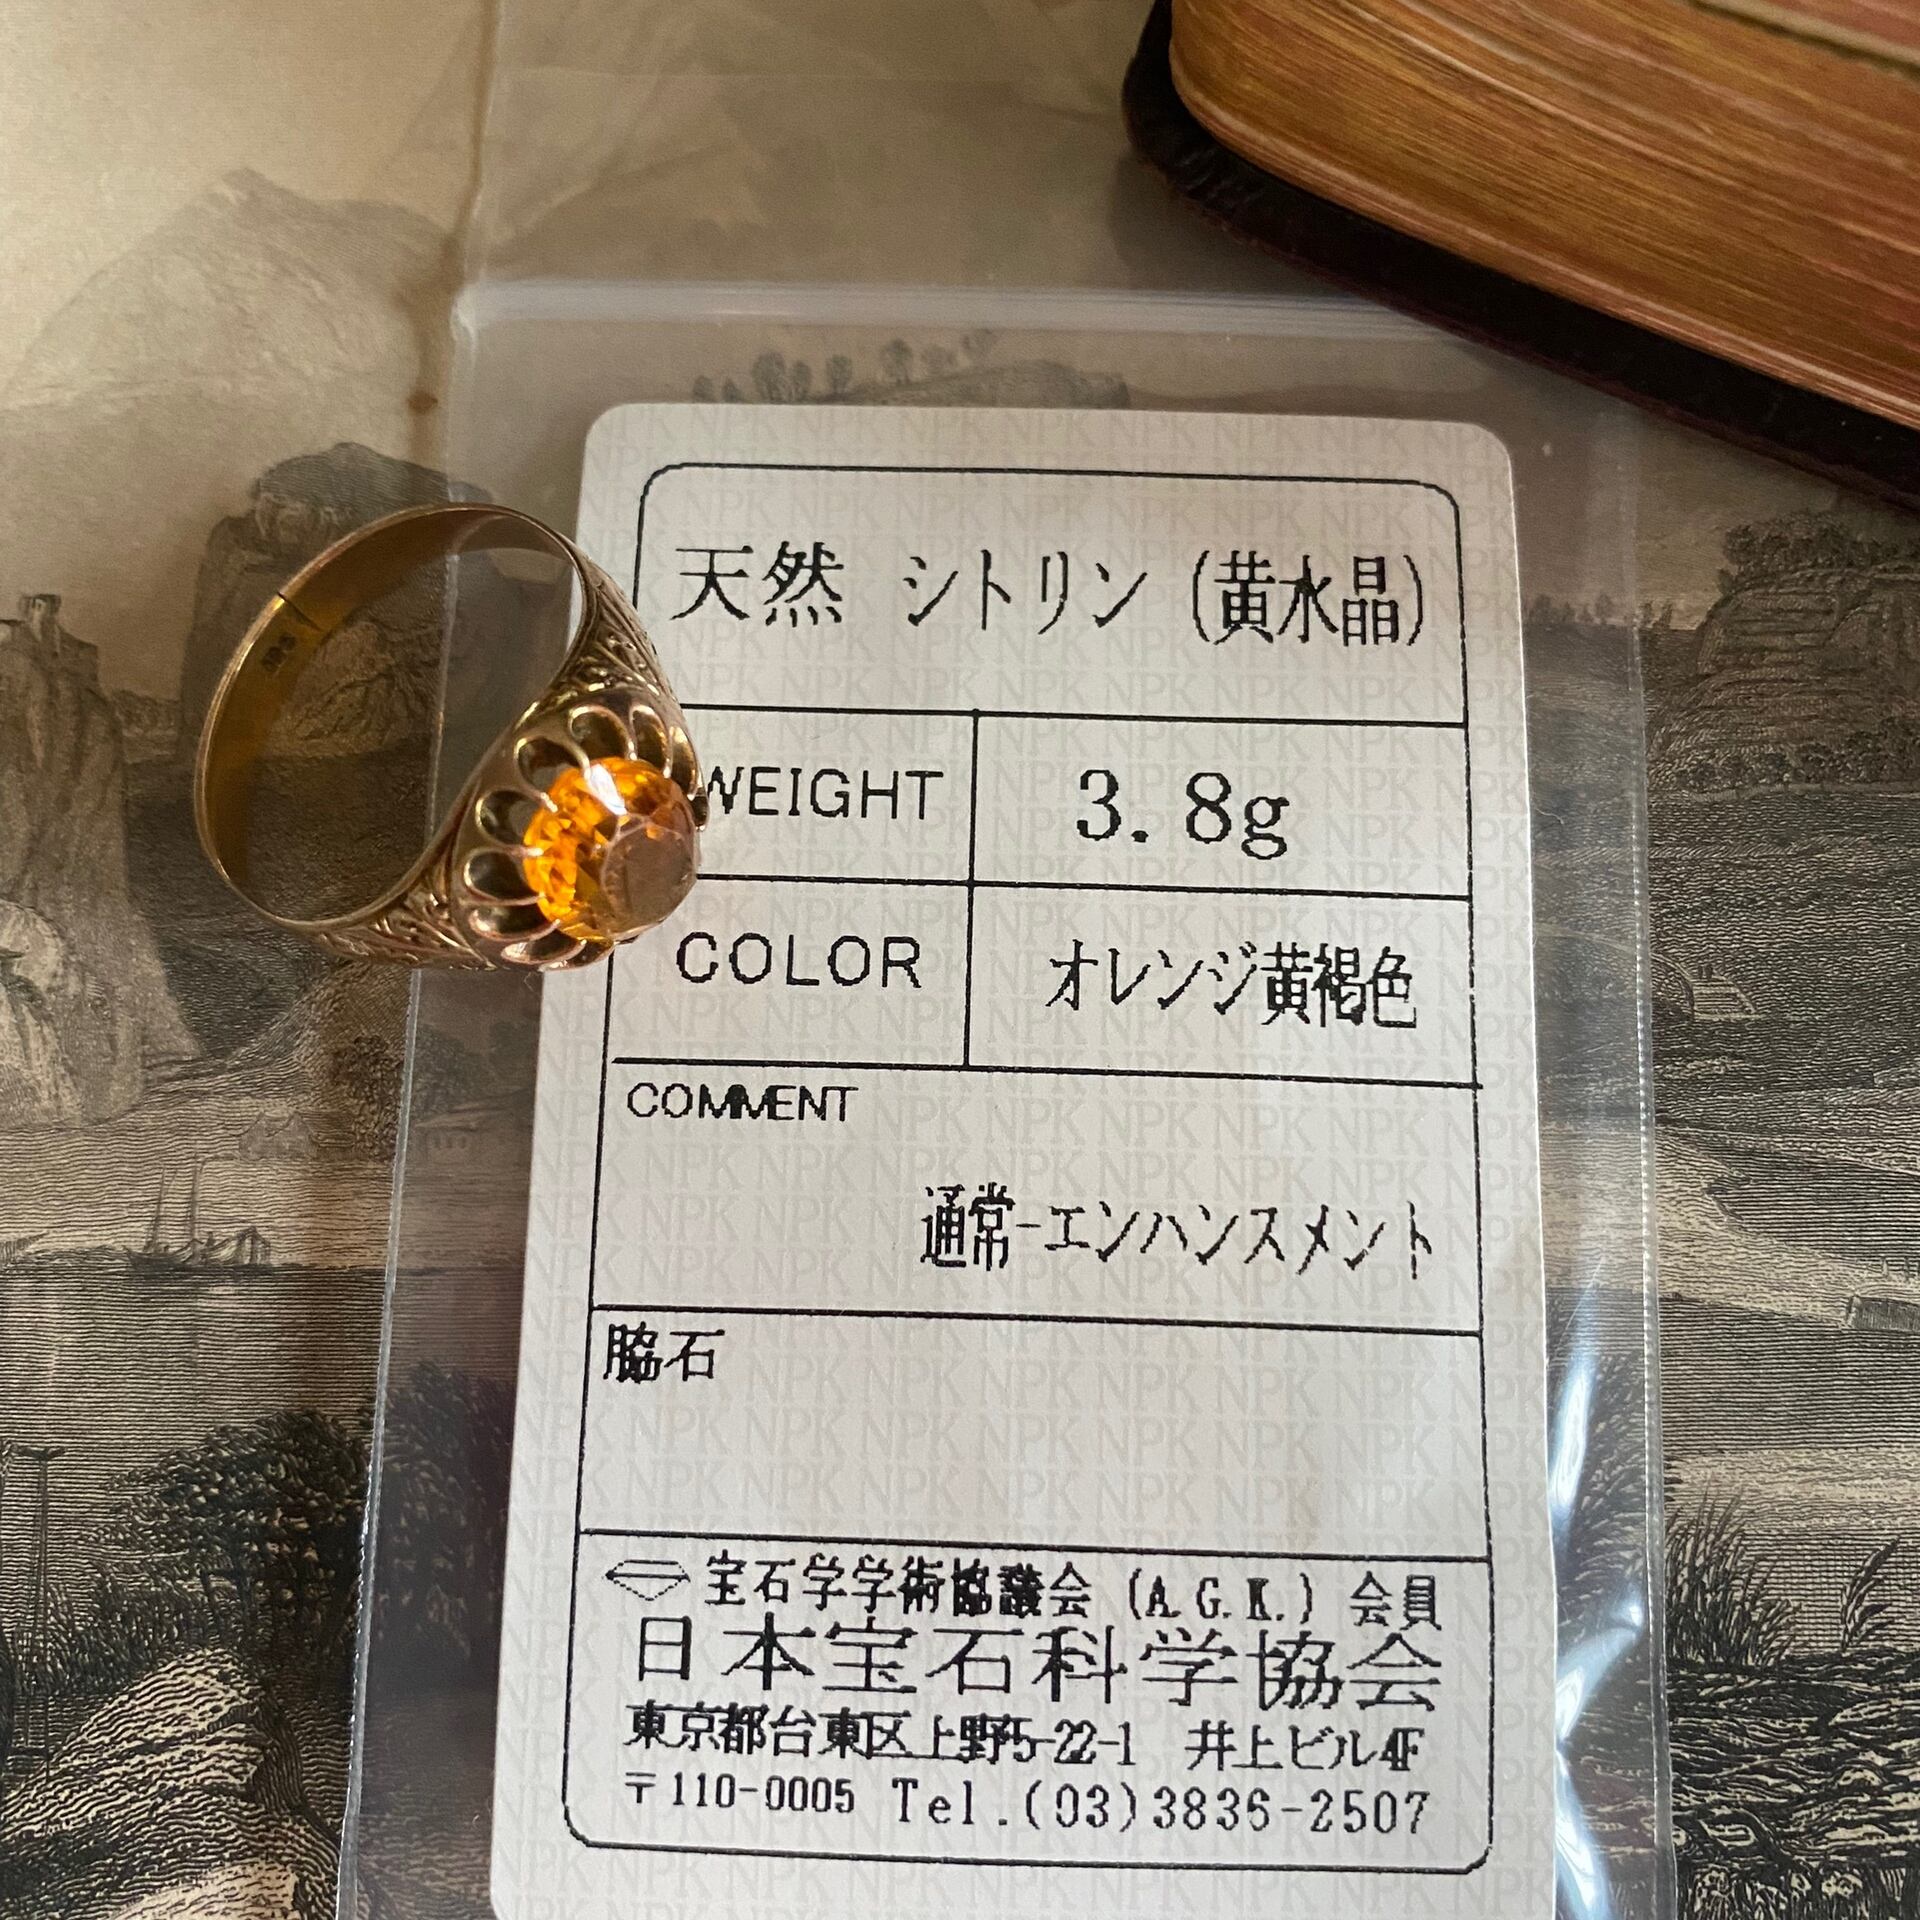 天然 シトリン (黄水晶)
WEIGHT 3.8g
COLOR オレンジ黄褐色
COMMENT
通常-エンハンスメント
脇石
宝石学学術協議会 (A.G.K.) 会員
日本宝石科学協会
東京都台東区上野5-22-1 井上ビル4F
〒110-0005 Tel.(03)3836-2507